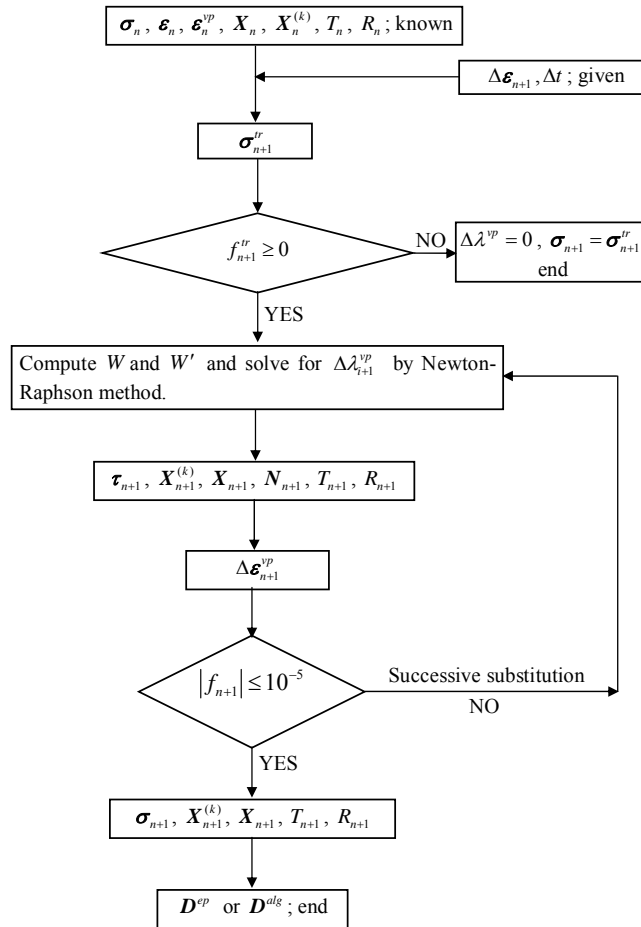 σ_n , ε_n , ε_n^{vp} , X_n , X_n^{(k)} , T_n , R_n ; known
Δε_{n+1} , Δt ; given
σ_{n+1}^{tr}
f_{n+1}^{tr} ≥ 0
NO
Δλ^{vp} = 0 , σ_{n+1} = σ_{n+1}^{tr}
end
YES
Compute W and W′ and solve for Δλ_{i+1}^{vp} by Newton-
Raphson method.
τ_{n+1} , X_{n+1}^{(k)} , X_{n+1} , N_{n+1} , T_{n+1} , R_{n+1}
Δε_{n+1}^{vp}
|f_{n+1}| ≤ 10^{-5}
Successive substitution
NO
YES
σ_{n+1} , X_{n+1}^{(k)} , X_{n+1} , T_{n+1} , R_{n+1}
D^{ep} or D^{alg} ; end